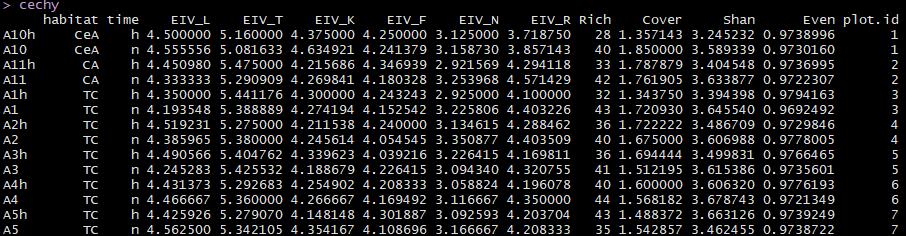 > cechy
habitat time EIV_L EIV_T EIV_K EIV_F EIV_N EIV_R Rich Cover Shan Even plot.id
A10h CeA h 4.500000 5.160000 4.375000 4.250000 3.125000 3.718750 28 1.357143 3.245232 0.9738996 1
A10 CeA n 4.555556 5.081633 4.634921 4.241379 3.158730 3.857143 40 1.850000 3.589339 0.9730160 1
A11h CA h 4.450980 5.475000 4.215686 4.346939 2.921569 4.294118 33 1.787879 3.404548 0.9736995 2
A11 CA n 4.333333 5.290909 4.269841 4.180328 3.253968 4.571429 42 1.761905 3.633877 0.9722307 2
A1h TC h 4.350000 5.441176 4.300000 4.243243 2.925000 4.100000 32 1.343750 3.394398 0.9794163 3
A1 TC n 4.193548 5.388889 4.274194 4.152542 3.225806 4.403226 43 1.720930 3.645540 0.9692492 3
A2h TC h 4.519231 5.275000 4.211538 4.240000 3.134615 4.288462 36 1.722222 3.486709 0.9729846 4
A2 TC n 4.385965 5.380000 4.245614 4.054545 3.350877 4.403509 40 1.675000 3.606988 0.9778005 4
A3h TC h 4.490566 5.404762 4.339623 4.039216 3.226415 4.169811 36 1.694444 3.499831 0.9766465 5
A3 TC n 4.245283 5.425532 4.188679 4.226415 3.094340 4.320755 41 1.512195 3.615386 0.9735601 5
A4h TC h 4.431373 5.292683 4.254902 4.208333 3.058824 4.196078 40 1.600000 3.606320 0.9776193 6
A4 TC n 4.466667 5.360000 4.266667 4.169492 3.116667 4.350000 44 1.568182 3.678743 0.9721349 6
A5h TC h 4.425926 5.279070 4.148148 4.301887 3.092593 4.203704 43 1.488372 3.663126 0.9739249 7
A5 TC n 4.562500 5.342105 4.354167 4.108696 3.166667 4.208333 35 1.542857 3.462455 0.9738722 7